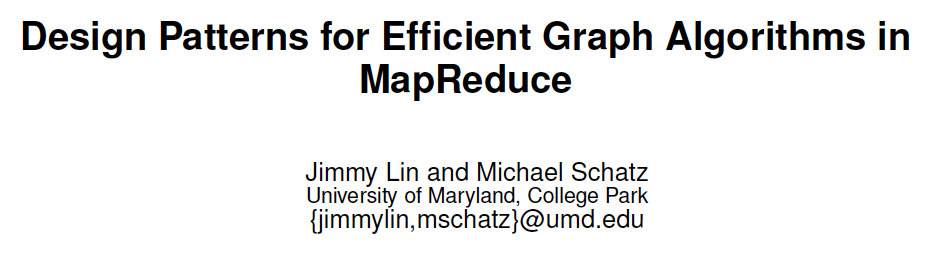 Design Patterns for Efficient Graph Algorithms in
MapReduce
Jimmy Lin and Michael Schatz
University of Maryland, College Park
{jimmylin,mschatz}@umd.edu